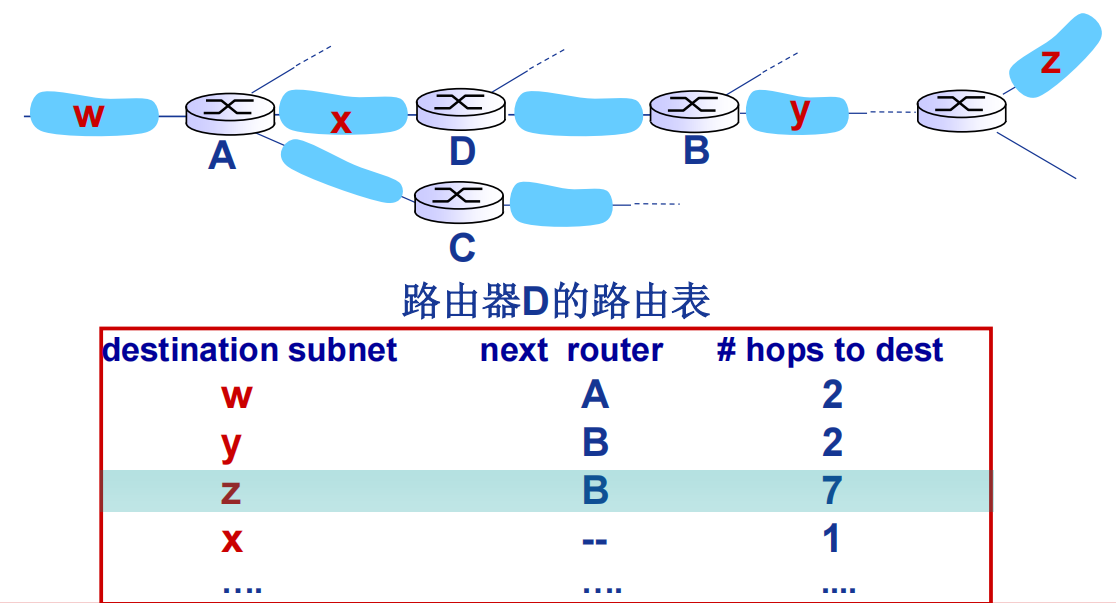 z
w
x
y
A
D
B
C
路由器D的路由表
destination subnet next router # hops to dest
w A 2
y B 2
z B 7
x -- 1
…. …. ....